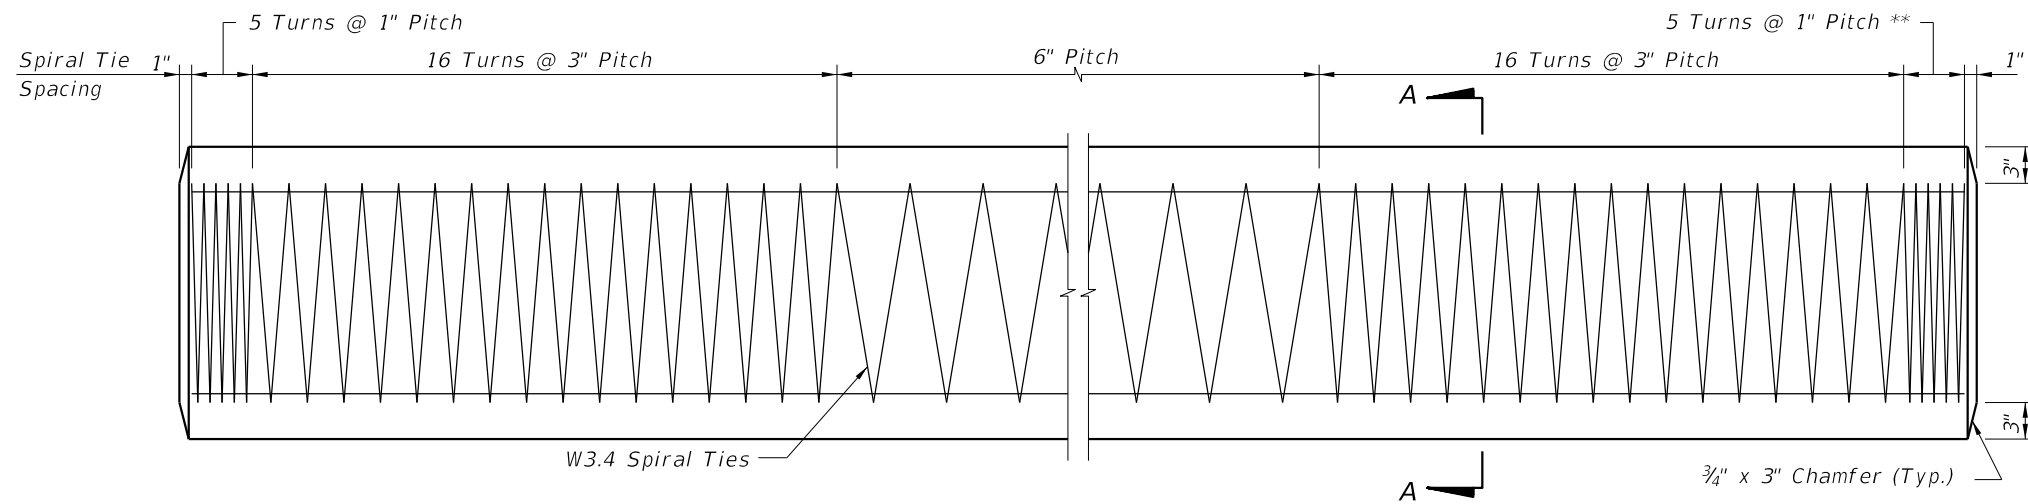 5 Turns @ 1" Pitch
5 Turns @ 1" Pitch **
Spiral Tie
Spacing
1"
16 Turns @ 3" Pitch
6" Pitch
16 Turns @ 3" Pitch
1"
A
3"
3"
W3.4 Spiral Ties
¾" x 3" Chamfer (Typ.)
A